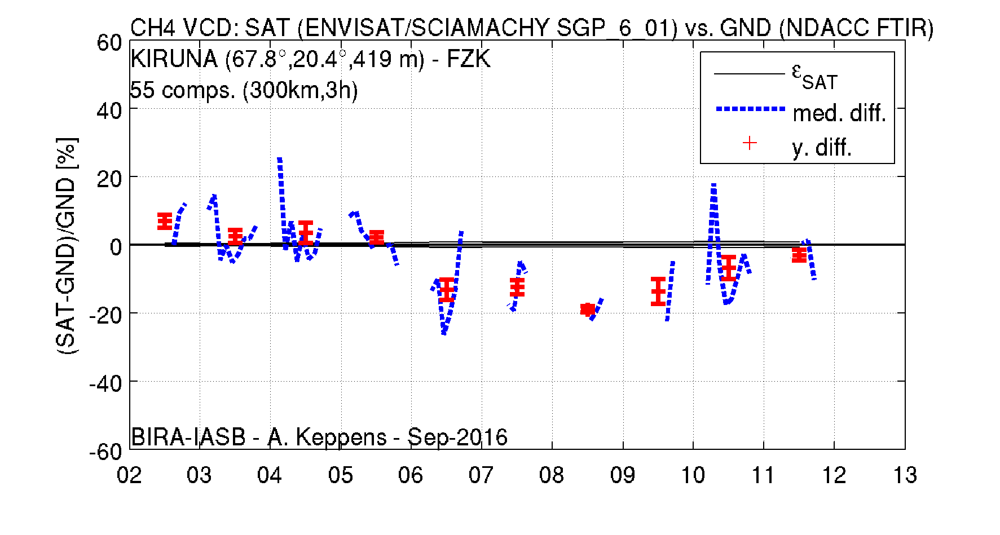 CH4 VCD: SAT (ENVISAT/SCIAMACHY SGP_6_01) vs. GND (NDACC FTIR)
KIRUNA (67.8°,20.4°,419 m) - FZK
55 comps. (300km,3h)
εSAT
med. diff.
y. diff.
(SAT-GND)/GND [%]
60
40
20
0
-20
-40
-60
BIRA-IASB - A. Keppens - Sep-2016
02 03 04 05 06 07 08 09 10 11 12 13